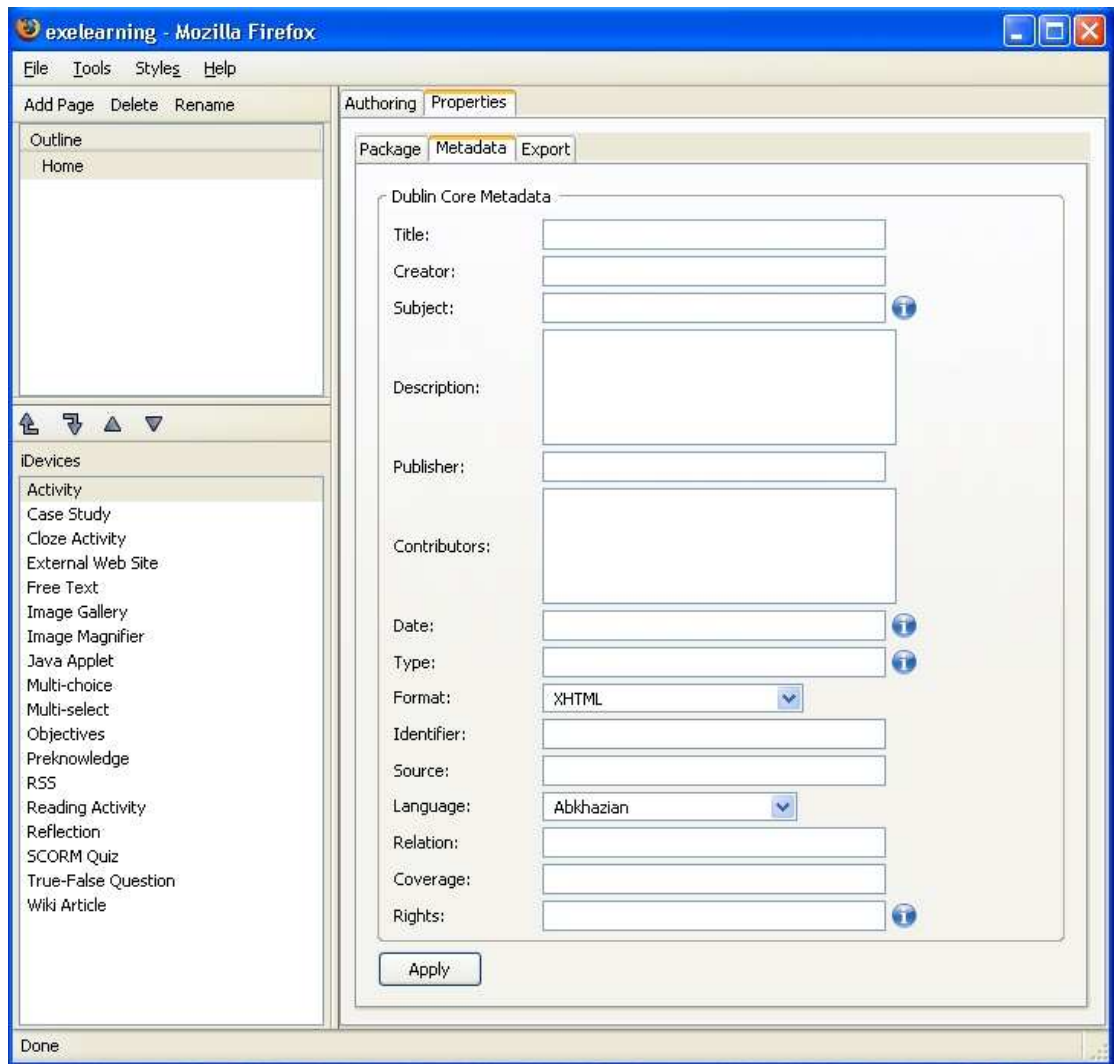 exelearning - Mozilla Firefox
File Tools Styles Help
Add Page Delete Rename
Outline
Home
iDevices
Activity
Case Study
Cloze Activity
External Web Site
Free Text
Image Gallery
Image Magnifier
Java Applet
Multi-choice
Multi-select
Objectives
Preknowledge
RSS
Reading Activity
Reflection
SCORM Quiz
True-False Question
Wiki Article
Authoring Properties
Package Metadata Export
Dublin Core Metadata
Title:
Creator:
Subject:
Description:
Publisher:
Contributors:
Date:
Type:
Format: XHTML
Identifier:
Source:
Language: Abkhazian
Relation:
Coverage:
Rights:
Apply
Done